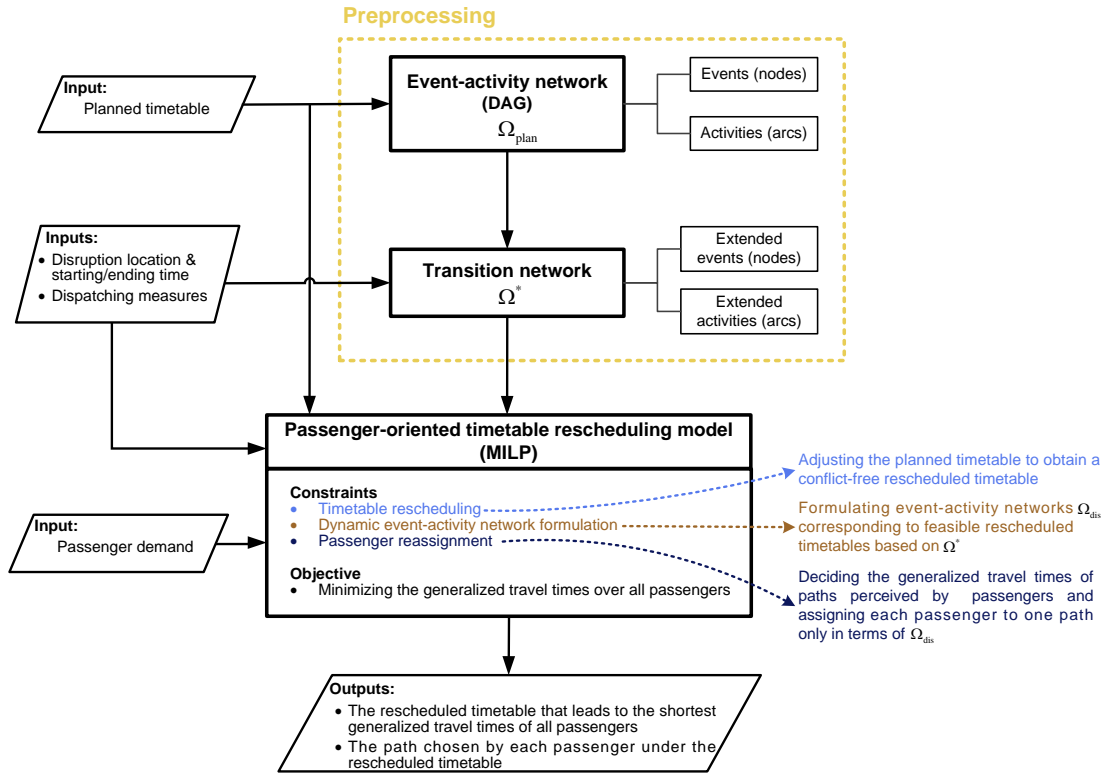 Preprocessing
Input:
Planned timetable
Event-activity network
(DAG)
Ωplan
Events (nodes)
Activities (arcs)
Inputs:
• Disruption location &
starting/ending time
• Dispatching measures
Transition network
Ω*
Extended
events (nodes)
Extended
activities (arcs)
Passenger-oriented timetable rescheduling model
(MILP)
Input:
Passenger demand
Constraints
• Timetable rescheduling
• Dynamic event-activity network formulation
• Passenger reassignment
Objective
• Minimizing the generalized travel times over all passengers
Adjusting the planned timetable to obtain a
conflict-free rescheduled timetable
Formulating event-activity networks Ωdis
corresponding to feasible rescheduled
timetables based on Ω*
Deciding the generalized travel times of
paths perceived by passengers and
assigning each passenger to one path
only in terms of Ωdis
Outputs:
• The rescheduled timetable that leads to the shortest
generalized travel times of all passengers
• The path chosen by each passenger under the
rescheduled timetable